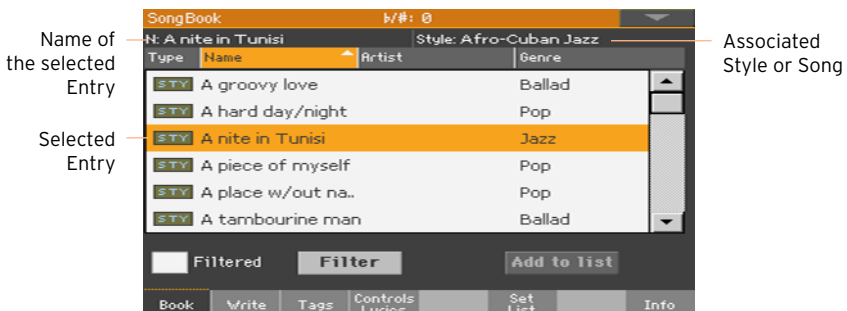 SongBook ♭/#: 0
Name of the selected Entry
N: A nite in Tunisi Style: Afro-Cuban Jazz
Associated Style or Song
Type Name Artist Genre
STY A groovy love Ballad
STY A hard day/night Pop
Selected Entry
STY A nite in Tunisi Jazz
STY A piece of myself Pop
STY A place w/out na.. Pop
STY A tambourine man Ballad
Filtered Filter Add to list
Book Write Tags Controls Lyrics Set List Info